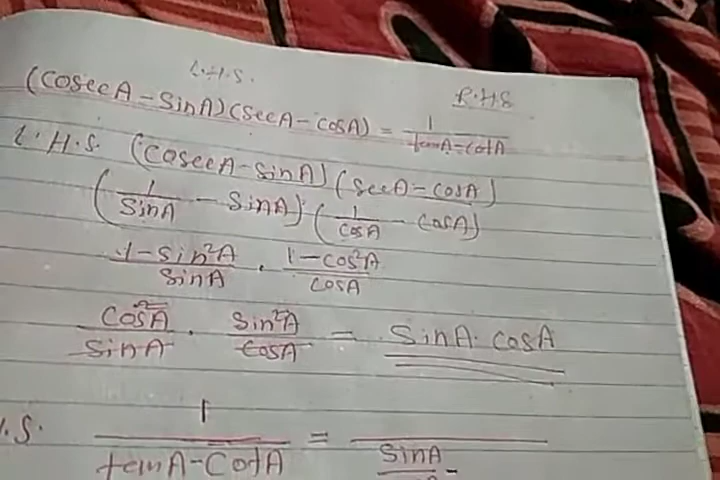 L.H.S. R.H.S
(CosecA - SinA)(SecA - cosA) = 1/(tanA-CotA)
L.H.S. (CosecA - SinA)(SecA - cosA)
(1/SinA - SinA)(1/CosA - CosA)
(1-Sin²A)/SinA . (1-cos²A)/cosA
Cos²A/SinA . Sin²A/CosA = SinA. cosA
.S. 1/(tanA-CotA) = SinA -